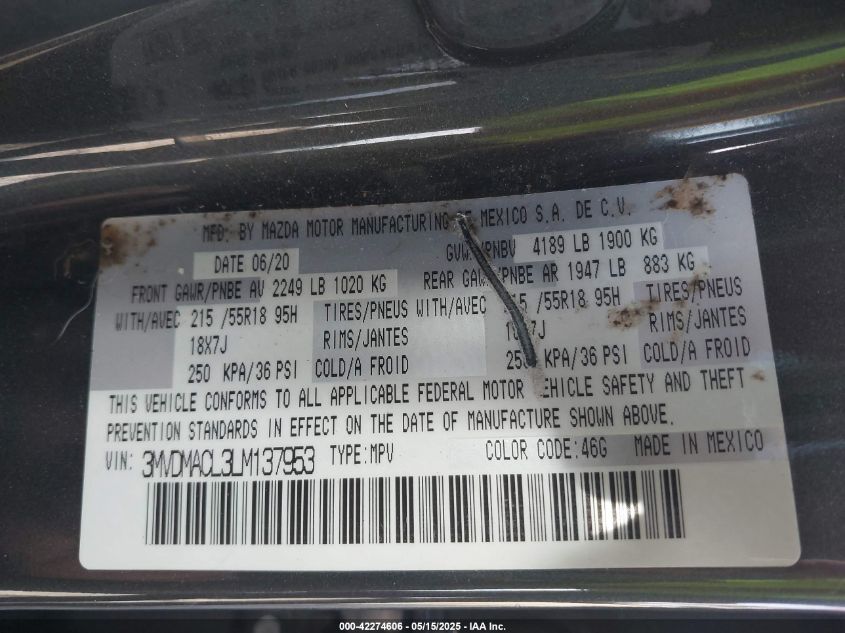 MFD. BY MAZDA MOTOR MANUFACTURING MEXICO S.A. DE C.V.
DATE 06/20 4189 LB 1900 KG
FRONT GAWR/PNBE AV 2249 LB 1020 KG REAR /PNBE AR 1947 LB 883 KG
WITH/AVEC 215 /55R18 95H TIRES/PNEUS WITH/AVEC /55R18 95H TIRES/PNEUS
18X7J RIMS/JANTES RIMS/JANTES
250 KPA/36 PSI COLD/A FROID KPA/36 PSI COLD/A FROID
THIS VEHICLE CONFORMS TO ALL APPLICABLE FEDERAL MOTOR VEHICLE SAFETY AND THEFT
PREVENTION STANDARDS IN EFFECT ON THE DATE OF MANUFACTURE SHOWN ABOVE.
VIN: 3MVDMACL3LM137953 TYPE:MPV COLOR CODE:46G MADE IN MEXICO
000-42274606 - 05/15/2025 - IAA Inc.